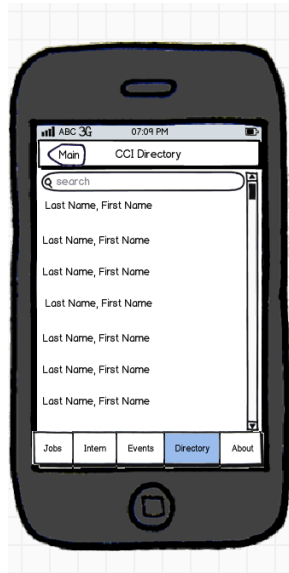 ABC 3G 07:09 PM
Main CCI Directory
search
Last Name, First Name
Last Name, First Name
Last Name, First Name
Last Name, First Name
Last Name, First Name
Last Name, First Name
Last Name, First Name
Jobs Intern Events Directory About